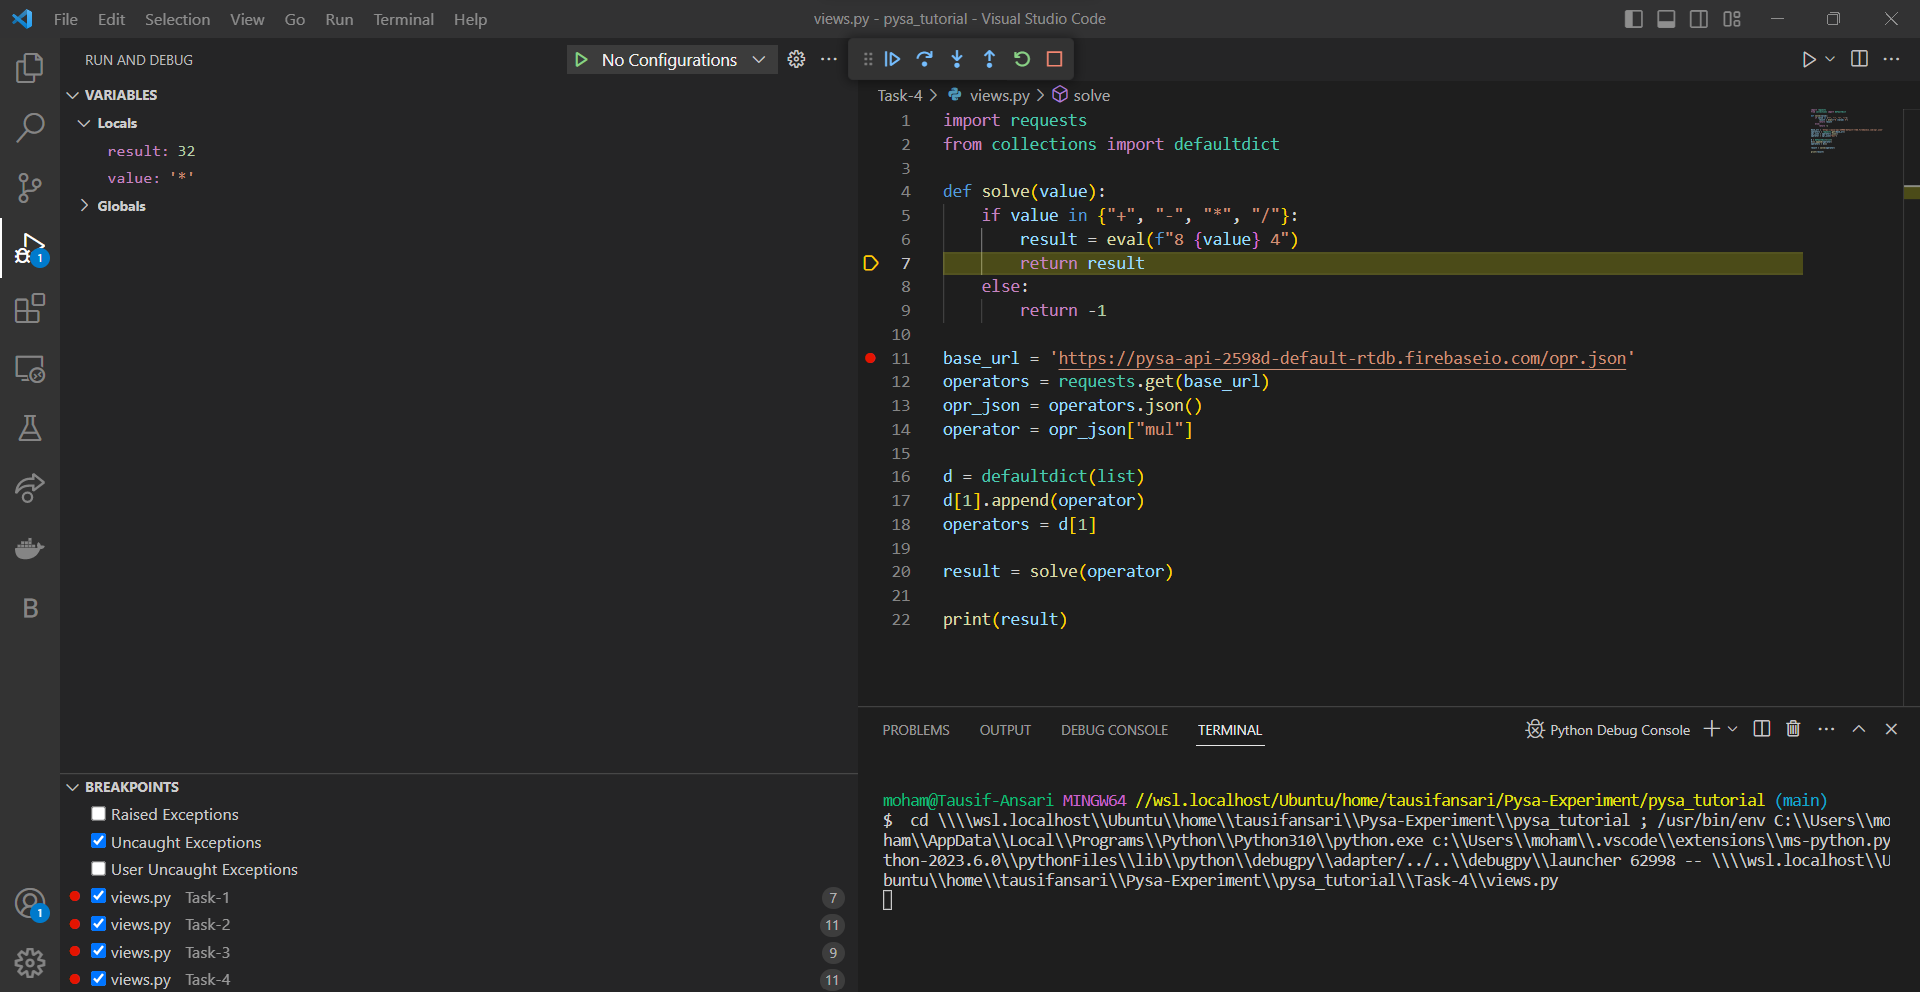 File Edit Selection View Go Run Terminal Help
views.py - pysa_tutorial - Visual Studio Code
RUN AND DEBUG
No Configurations
VARIABLES
Locals
result: 32
value: '*'
Globals
1
B
1
BREAKPOINTS
Raised Exceptions
Uncaught Exceptions
User Uncaught Exceptions
views.py Task-1 7
views.py Task-2 11
views.py Task-3 9
views.py Task-4 11
Task-4 > views.py > solve
1 import requests
2 from collections import defaultdict
3
4 def solve(value):
5 if value in {"+", "-", "*", "/"}:
6 result = eval(f"8 {value} 4")
7 return result
8 else:
9 return -1
10
11 base_url = 'https://pysa-api-2598d-default-rtdb.firebaseio.com/opr.json'
12 operators = requests.get(base_url)
13 opr_json = operators.json()
14 operator = opr_json["mul"]
15
16 d = defaultdict(list)
17 d[1].append(operator)
18 operators = d[1]
19
20 result = solve(operator)
21
22 print(result)
PROBLEMS OUTPUT DEBUG CONSOLE TERMINAL
Python Debug Console
moham@Tausif-Ansari MINGW64 //wsl.localhost/Ubuntu/home/tausifansari/Pysa-Experiment/pysa_tutorial (main)
$ cd \\\\wsl.localhost\\Ubuntu\\home\\tausifansari\\Pysa-Experiment\\pysa_tutorial ; /usr/bin/env C:\\Users\\mo
ham\\AppData\\Local\\Programs\\Python\\Python310\\python.exe c:\\Users\\moham\\.vscode\\extensions\\ms-python.py
thon-2023.6.0\\pythonFiles\\lib\\python\\debugpy\\adapter/../..\\debugpy\\launcher 62998 -- \\\\wsl.localhost\\U
buntu\\home\\tausifansari\\Pysa-Experiment\\pysa_tutorial\\Task-4\\views.py